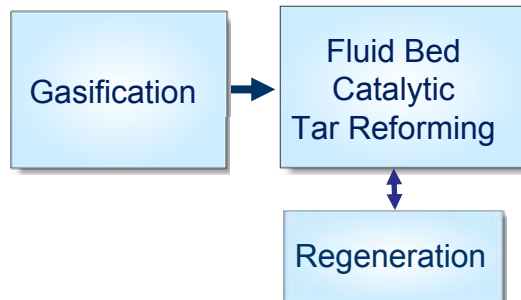 Gasification
Fluid Bed
Catalytic
Tar Reforming
Regeneration